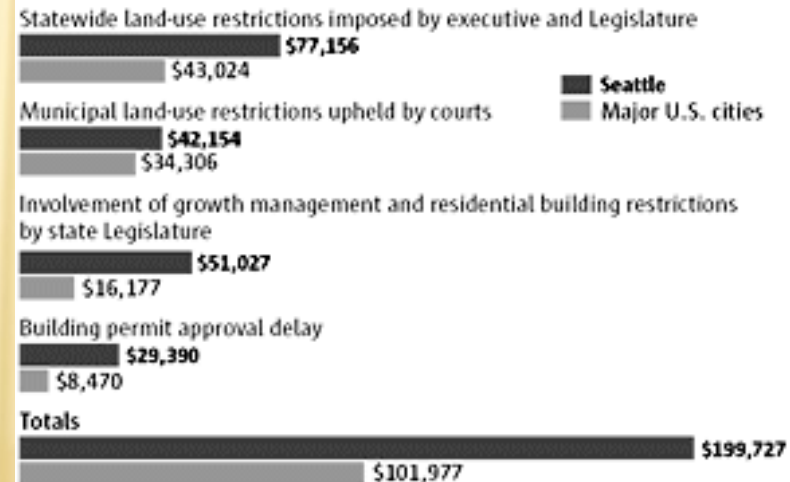 Statewide land-use restrictions imposed by executive and Legislature
$77,156
$43,024
Seattle
Major U.S. cities
Municipal land-use restrictions upheld by courts
$42,154
$34,306
Involvement of growth management and residential building restrictions
by state Legislature
$51,027
$16,177
Building permit approval delay
$29,390
$8,470
Totals
$199,727
$101,977